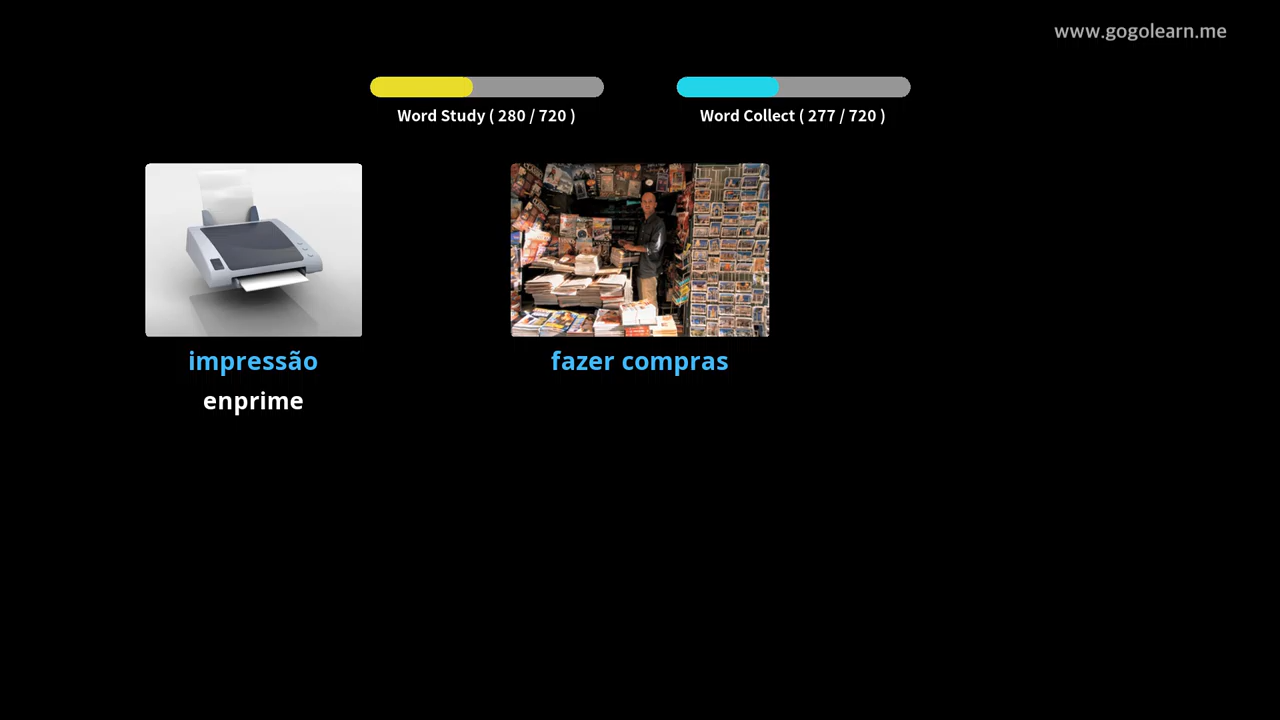 www.gogolearn.me
Word Study ( 280 / 720 )
Word Collect ( 277 / 720 )
impressão
fazer compras
enprime